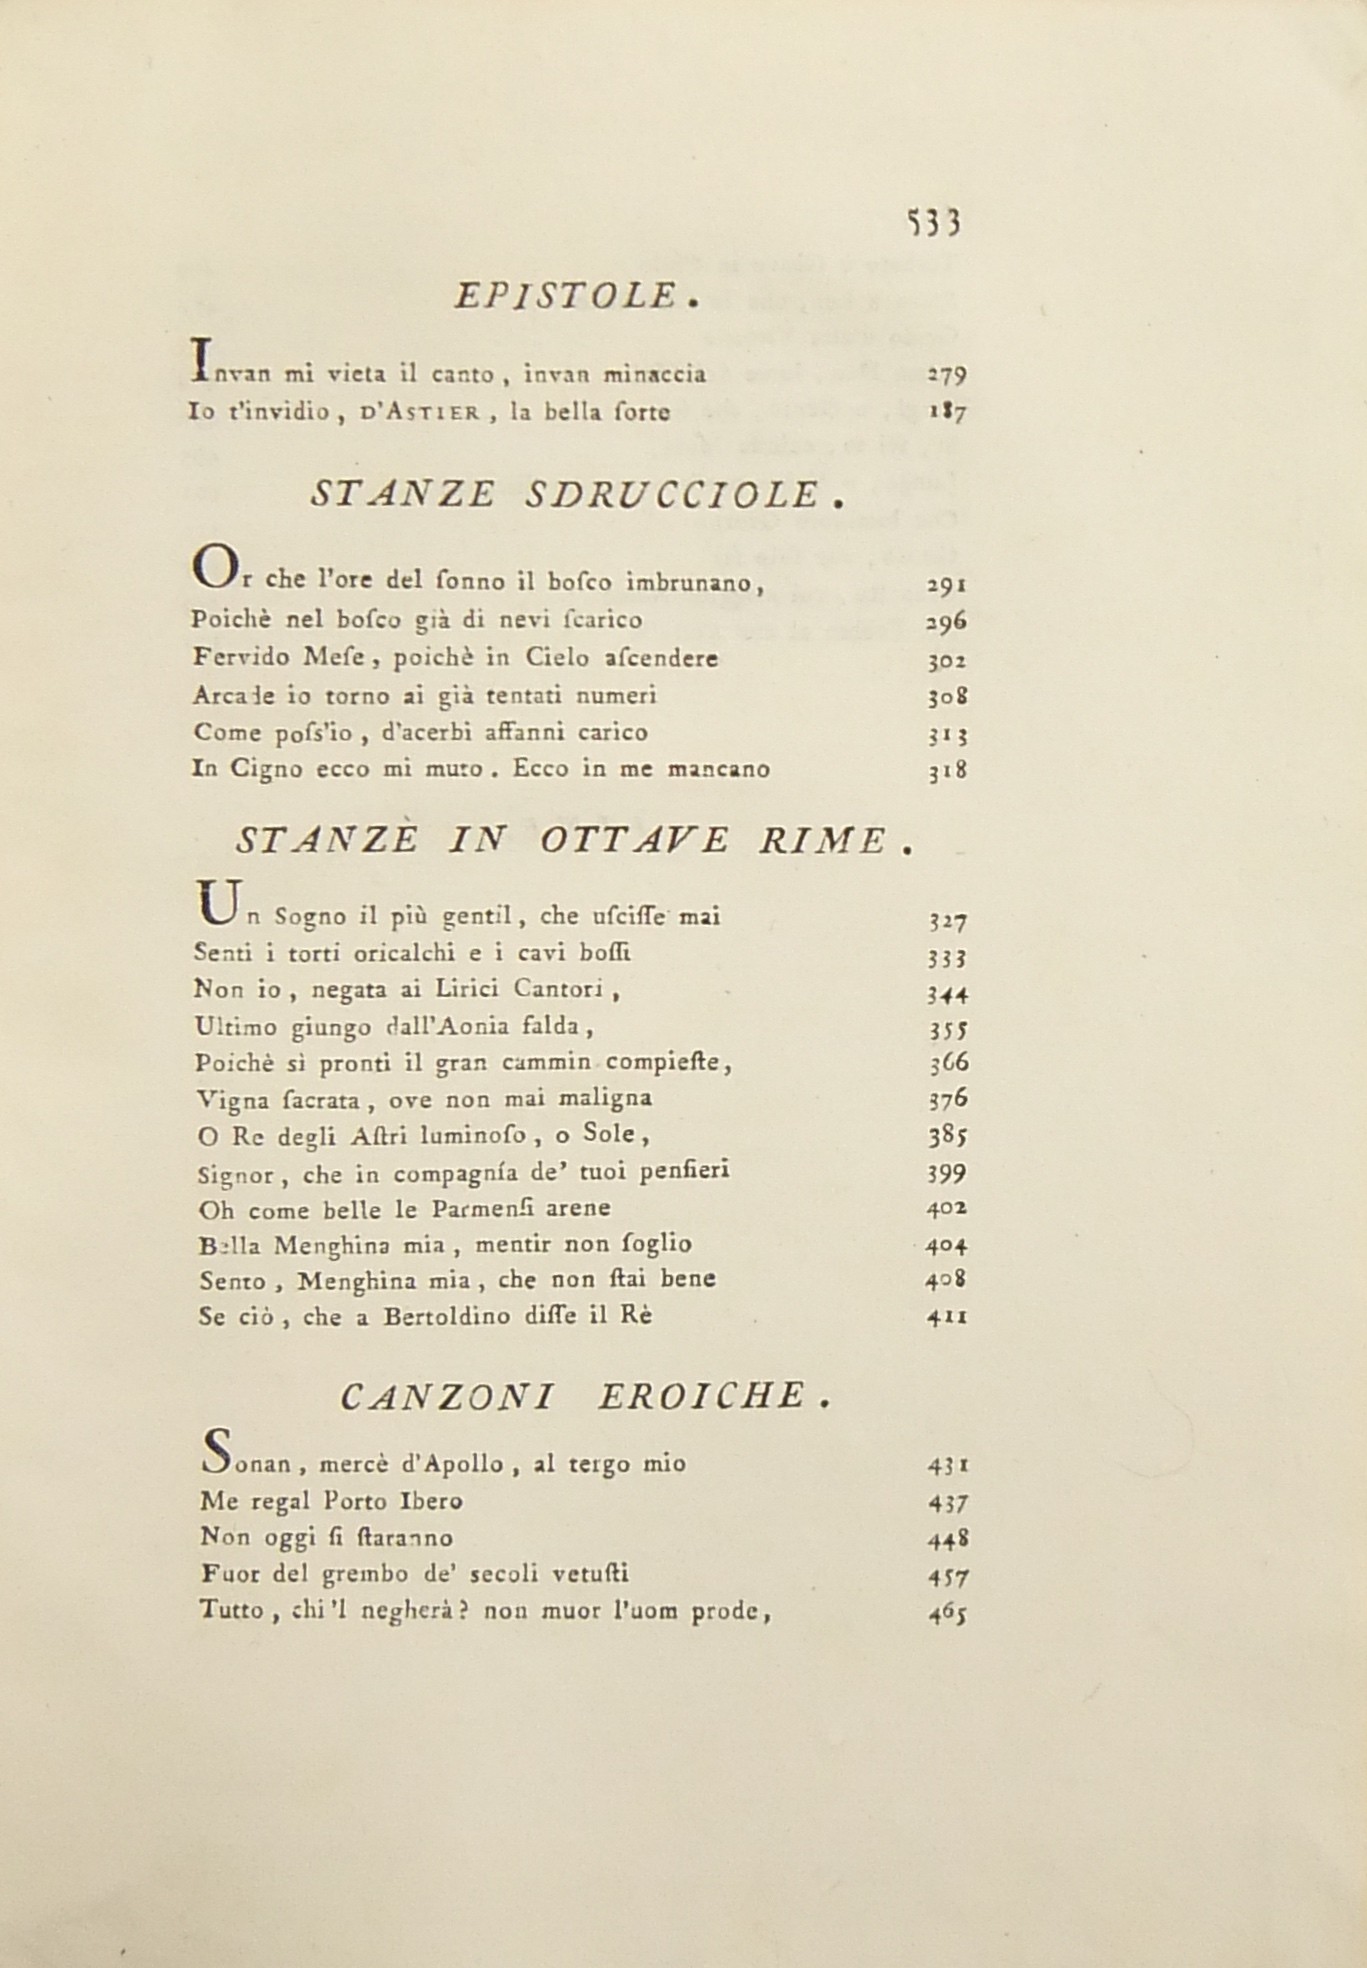 533
EPISTOLE .
Invan mi vieta il canto , invan minaccia 279
Io t'invidio , D'ASTIER , la bella ſorte 187
STANZE SDRUCCIOLE .
Or che l'ore del ſonno il boſco imbrunano, 291
Poichè nel boſco già di nevi ſcarico 296
Fervido Meſe , poichè in Cielo aſcendere 302
Arcade io torno ai già tentati numeri 308
Come poſs'io , d'acerbi affanni carico 313
In Cigno ecco mi muto . Ecco in me mancano 318
STANZÈ IN OTTAVE RIME .
Un Sogno il più gentil , che uſciſſe mai 327
Senti i torti oricalchi e i cavi boſſi 333
Non io , negata ai Lirici Cantori , 344
Ultimo giungo dall'Aonia falda , 355
Poichè sì pronti il gran cammin compieſte, 366
Vigna ſacrata , ove non mai maligna 376
O Re degli Aſtri luminoſo , o Sole , 385
Signor , che in compagnía de' tuoi penſieri 399
Oh come belle le Parmenſi arene 402
Bella Menghina mia , mentir non ſoglio 404
Sento , Menghina mia , che non ſtai bene 408
Se ciò , che a Bertoldino diſſe il Rè 411
CANZONI EROICHE .
Sonan , mercè d'Apollo , al tergo mio 431
Me regal Porto Ibero 437
Non oggi ſi ſtaranno 448
Fuor del grembo de' secoli vetuſti 457
Tutto , chi 'l negherà ? non muor l'uom prode , 465